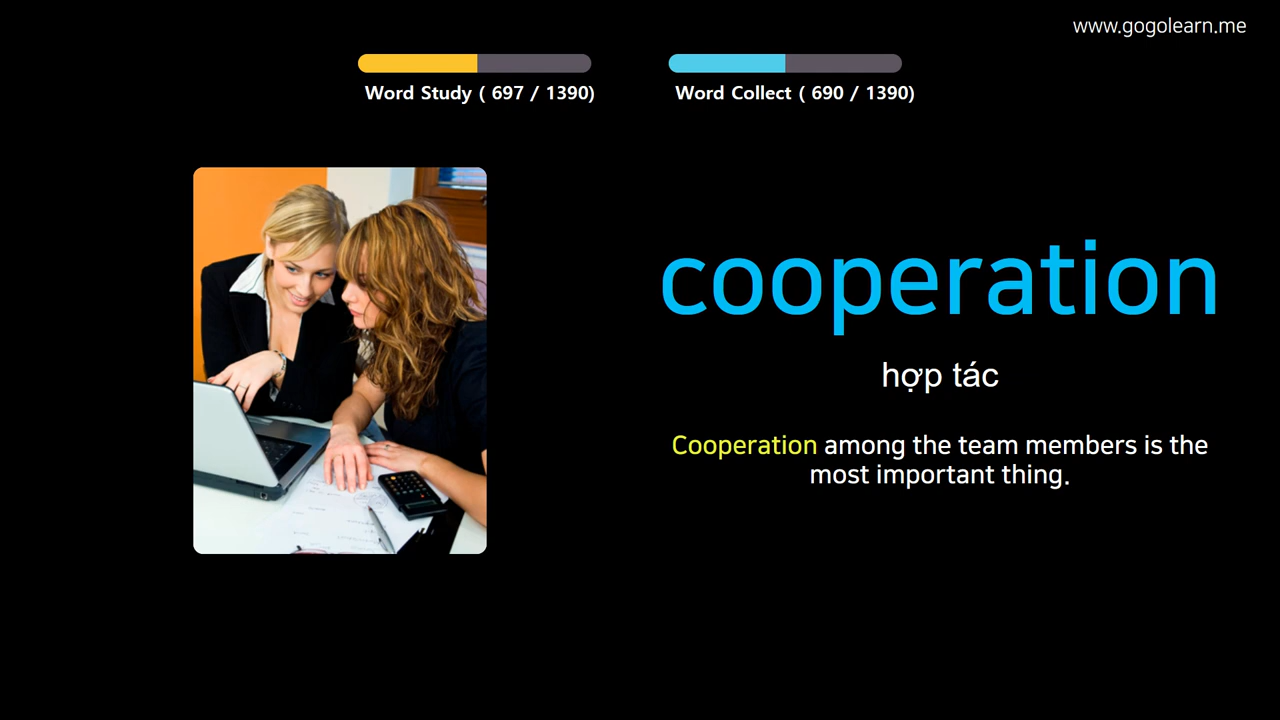 www.gogolearn.me
Word Study ( 697 / 1390)
Word Collect ( 690 / 1390)
cooperation
hợp tác
Cooperation among the team members is the
most important thing.